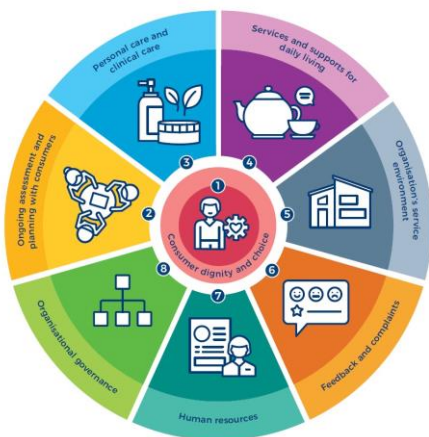 1
Consumer dignity and choice
2
Ongoing assessment and
planning with consumers
3
Personal care and
clinical care
4
Services and supports for
daily living
5
Organisation's service
environment
6
Feedback and complaints
7
Human resources
8
Organisational governance